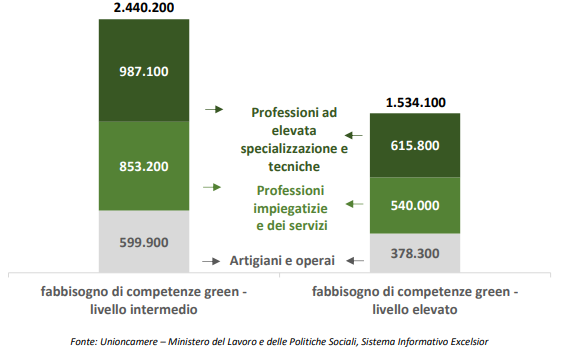 2.440.200
987.100
853.200
599.900
1.534.100
615.800
540.000
378.300
Professioni ad
elevata
specializzazione e
tecniche
Professioni
impiegatizie
e dei servizi
Artigiani e operai
fabbisogno di competenze green -
livello intermedio
fabbisogno di competenze green -
livello elevato
Fonte: Unioncamere – Ministero del Lavoro e delle Politiche Sociali, Sistema Informativo Excelsior